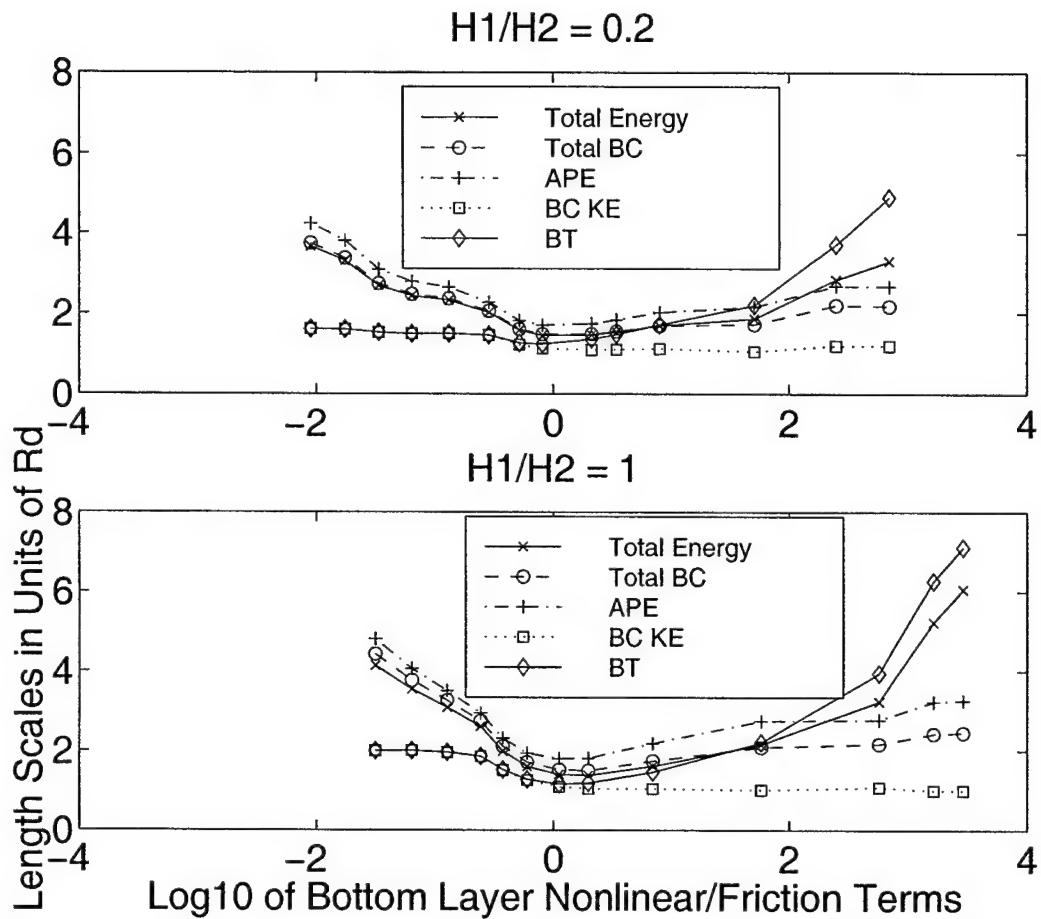 H1/H2 = 0.2
8
6
4
2
0
Total Energy
Total BC
APE
BC KE
BT
−4
−2
0
2
4
H1/H2 = 1
Length Scales in Units of Rd
8
6
4
2
0
Total Energy
Total BC
APE
BC KE
BT
−4
−2
0
2
4
Log10 of Bottom Layer Nonlinear/Friction Terms